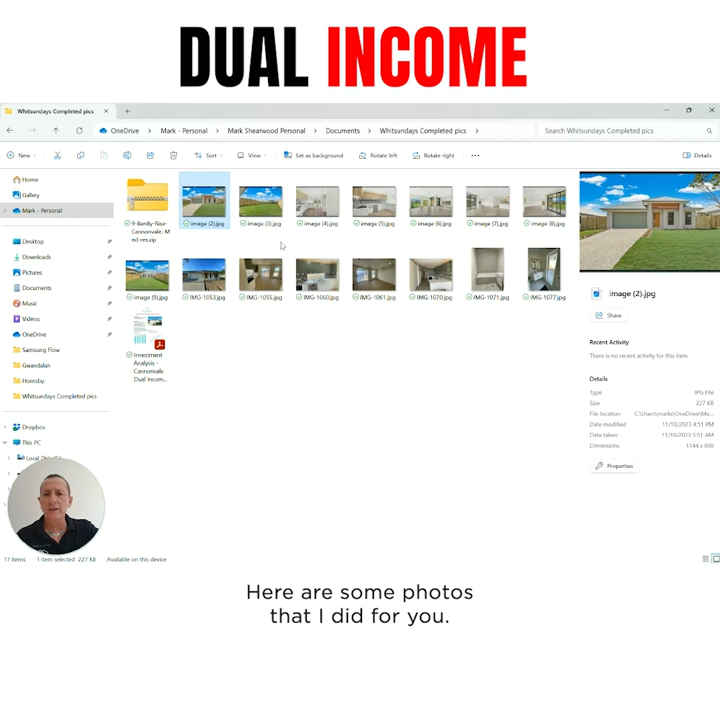 DUAL INCOME
Whitsundays Completed pics
OneDrive > Mark - Personal > Mark Shearwood Personal > Documents > Whitsundays Completed pics >
Search Whitsundays Completed pics
New
Sort
View
Set as background
Rotate left
Rotate right
Details
Home
Gallery
Mark - Personal
Desktop
Downloads
Pictures
Documents
Music
Videos
OneDrive
Samsung Flow
Gwandalan
Hornsby
Whitsundays Completed pics
Dropbox
This PC
image (2).jpg
image (3).jpg
image (4).jpg
image (5).jpg
image (6).jpg
image (7).jpg
image (8).jpg
image (9).jpg
IMG-1053.jpg
IMG-1055.jpg
IMG-1060.jpg
IMG-1061.jpg
IMG-1070.jpg
IMG-1071.jpg
IMG-1077.jpg
Investment
Analysis -
Cannonvale
Dual Incom...
image (2).jpg
Share
Recent Activity
There is no recent activity for this item.
Details
Type JPG File
Size 227 KB
File location C:\Users\marks\OneDrive\Ma...
Date modified 11/10/2023 4:51 PM
Date taken 11/10/2023 5:51 AM
Dimensions 1144 x 800
Properties
17 items 1 item selected 227 KB Available on this device
Here are some photos
that I did for you.